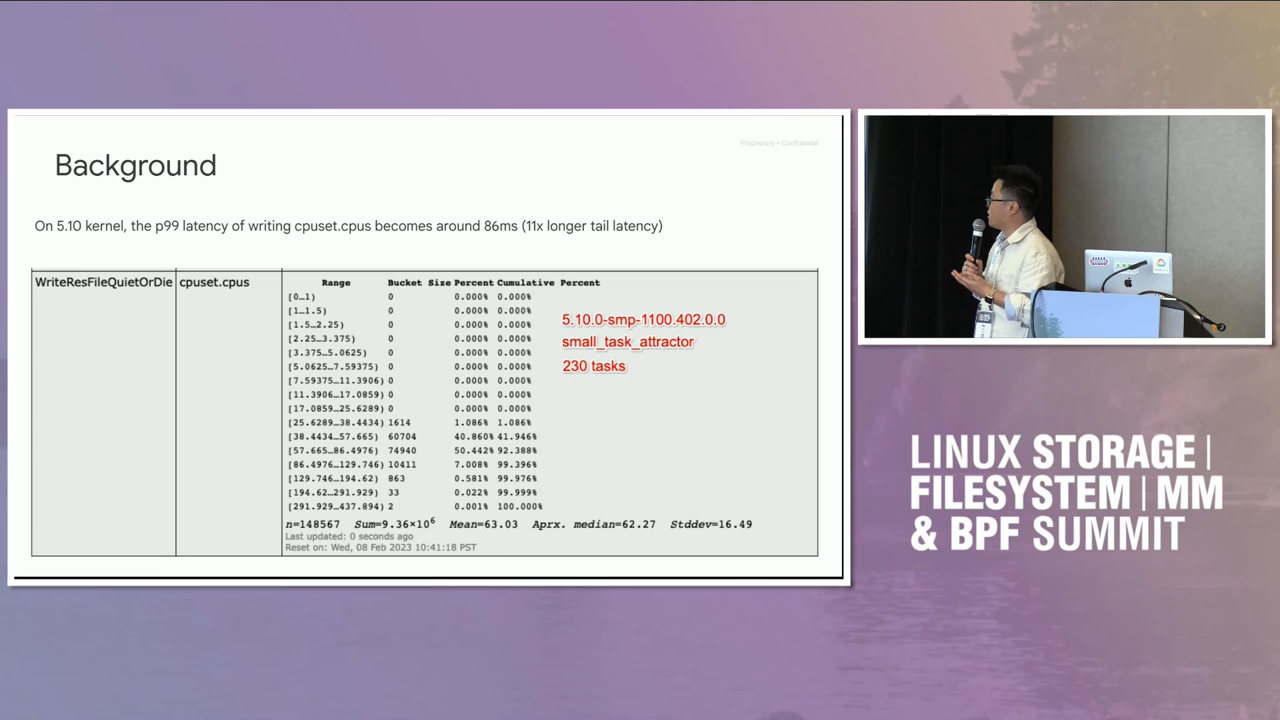 Proprietary + Confidential
Background
On 5.10 kernel, the p99 latency of writing cpuset.cpus becomes around 86ms (11x longer tail latency)
WriteResFileQuietOrDie cpuset.cpus Range Bucket Size Percent Cumulative Percent
[0…1) 0 0.000% 0.000%
[1…1.5) 0 0.000% 0.000%
[1.5…2.25) 0 0.000% 0.000%
[2.25…3.375) 0 0.000% 0.000%
[3.375…5.0625) 0 0.000% 0.000%
[5.0625…7.59375) 0 0.000% 0.000%
[7.59375…11.3906) 0 0.000% 0.000%
[11.3906…17.0859) 0 0.000% 0.000%
[17.0859…25.6289) 0 0.000% 0.000%
[25.6289…38.4434) 1614 1.086% 1.086%
[38.4434…57.665) 60704 40.860% 41.946%
[57.665…86.4976) 74940 50.442% 92.388%
[86.4976…129.746) 10411 7.008% 99.396%
[129.746…194.62) 863 0.581% 99.976%
[194.62…291.929) 33 0.022% 99.999%
[291.929…437.894) 2 0.001% 100.000%
5.10.0-smp-1100.402.0.0
small_task_attractor
230 tasks
n=148567 Sum=9.36×10⁶ Mean=63.03 Aprx. median=62.27 Stddev=16.49
Last updated: 0 seconds ago
Reset on: Wed, 08 Feb 2023 10:41:18 PST
LINUX STORAGE |
FILESYSTEM | MM
& BPF SUMMIT